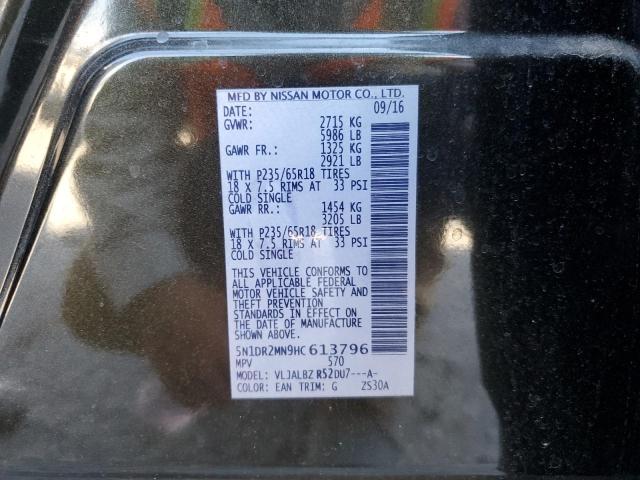 MFD BY NISSAN MOTOR CO., LTD.
DATE: 09/16
GVWR: 2715 KG
5986 LB
GAWR FR.: 1325 KG
2921 LB
WITH P235/65R18 TIRES
18 X 7.5 RIMS AT 33 PSI
COLD SINGLE
GAWR RR.: 1454 KG
3205 LB
WITH P235/65R18 TIRES
18 X 7.5 RIMS AT 33 PSI
COLD SINGLE
THIS VEHICLE CONFORMS TO
ALL APPLICABLE FEDERAL
MOTOR VEHICLE SAFETY AND
THEFT PREVENTION
STANDARDS IN EFFECT ON
THE DATE OF MANUFACTURE
SHOWN ABOVE.
5N1DR2MN9HC613796
MPV 570
MODEL: VLJALBZ R52DU7---A-
COLOR: EAN TRIM: G ZS30A